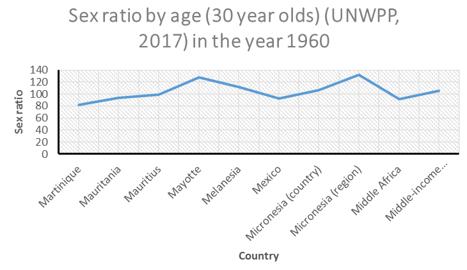 Sex ratio by age (30 year olds) (UNWPP,
2017) in the year 1960
140
120
100
80
60
40
20
0
Sex ratio
Martinique
Mauritania
Mauritius
Mayotte
Melanesia
Mexico
Micronesia (country)
Micronesia (region)
Middle Africa
Middle-income...
Country